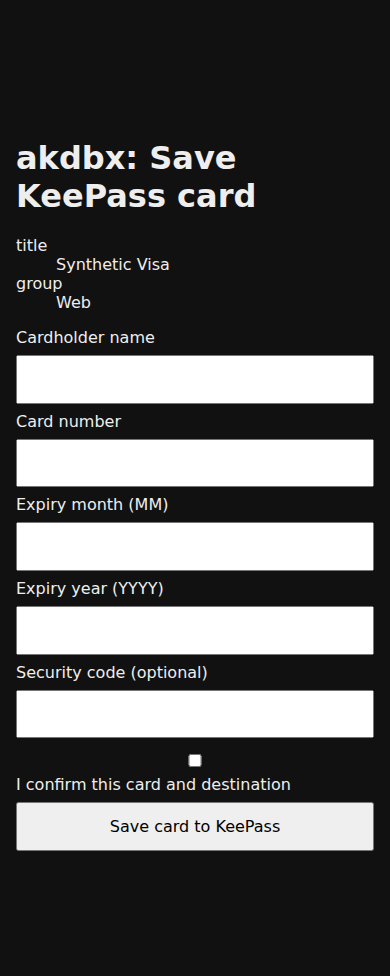 akdbx: Save
KeePass card
title
Synthetic Visa
group
Web
Cardholder name
Card number
Expiry month (MM)
Expiry year (YYYY)
Security code (optional)
I confirm this card and destination
Save card to KeePass